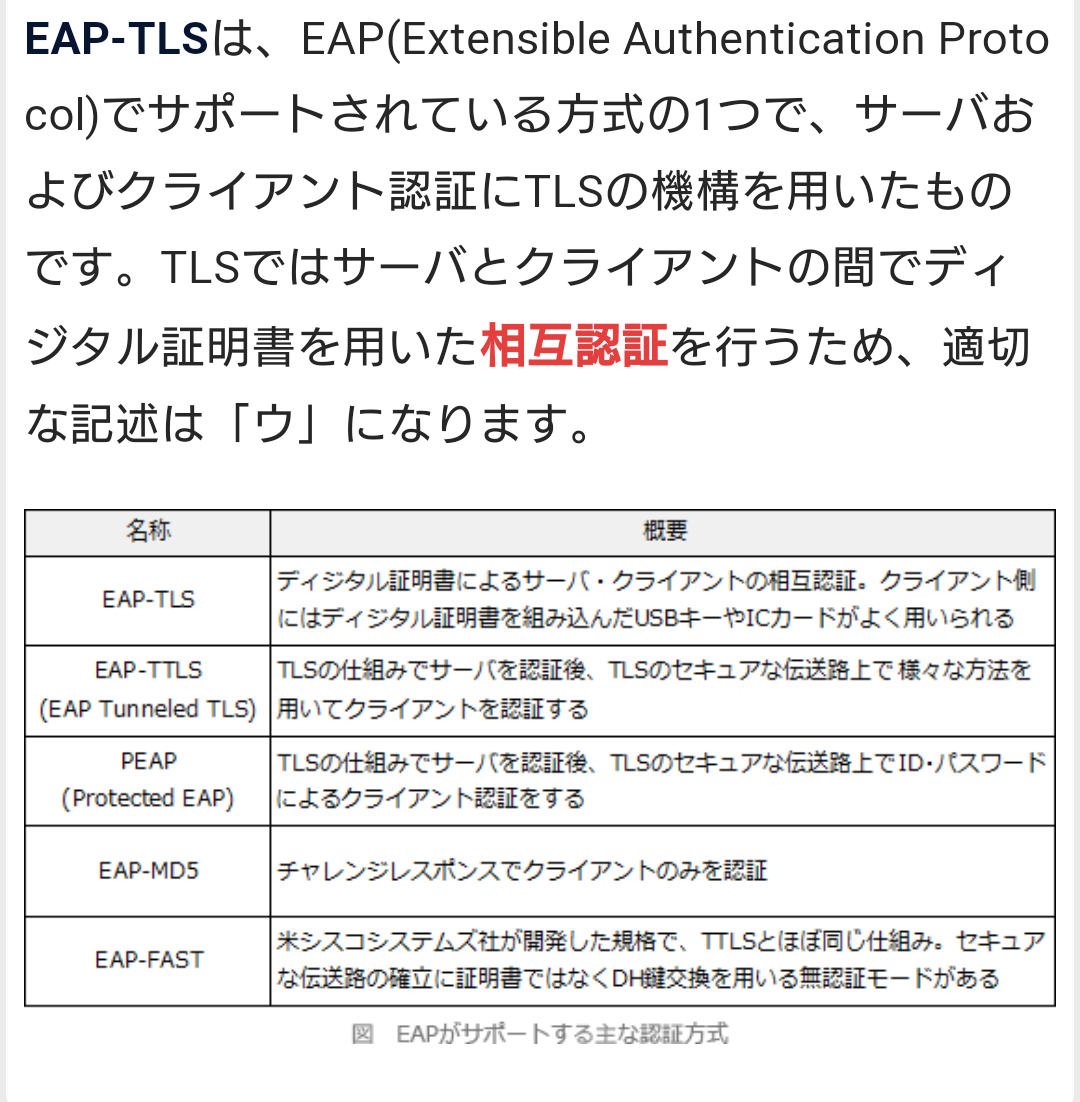 EAP-TLSは、EAP(Extensible Authentication Proto
col)でサポートされている方式の1つで、サーバお
よびクライアント認証にTLSの機構を用いたもの
です。TLSではサーバとクライアントの間でディ
ジタル証明書を用いた相互認証を行うため、適切
な記述は「ウ」になります。
名称 概要
EAP-TLS
ディジタル証明書によるサーバ・クライアントの相互認証。クライアント側
にはディジタル証明書を組み込んだUSBキーやICカードがよく用いられる
EAP-TTLS
(EAP Tunneled TLS)
TLSの仕組みでサーバを認証後、TLSのセキュアな伝送路上で様々な方法を
用いてクライアントを認証する
PEAP
(Protected EAP)
TLSの仕組みでサーバを認証後、TLSのセキュアな伝送路上でID・パスワード
によるクライアント認証をする
EAP-MD5
チャレンジレスポンスでクライアントのみを認証
EAP-FAST
米シスコシステムズ社が開発した規格で、TTLSとほぼ同じ仕組み。セキュア
な伝送路の確立に証明書ではなくDH鍵交換を用いる無認証モードがある
図　EAPがサポートする主な認証方式